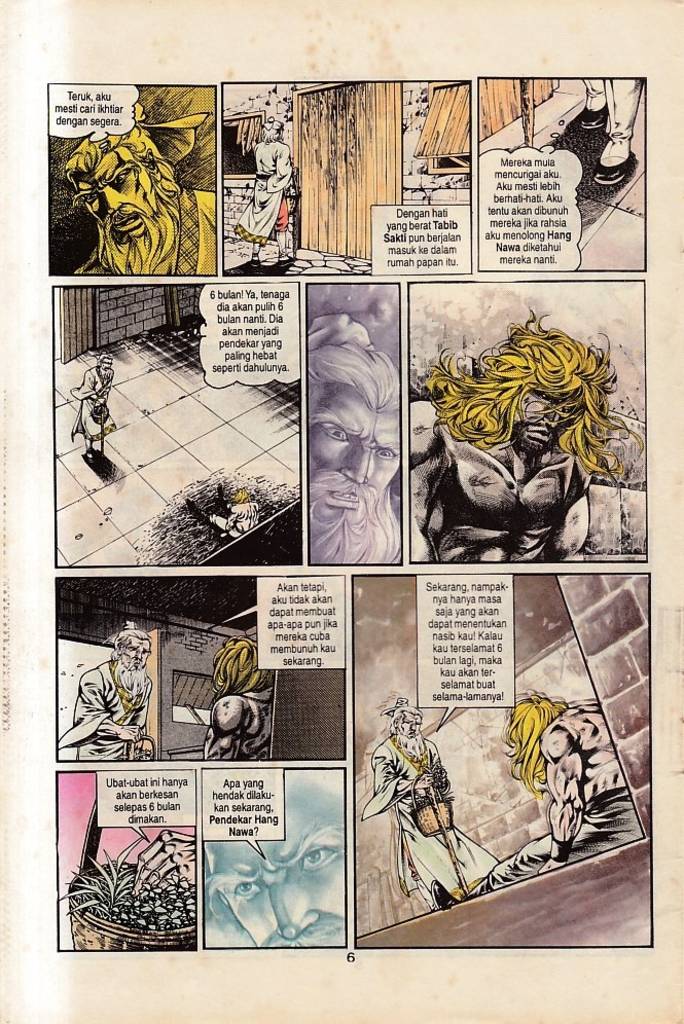 Teruk, aku
mesti cari ikhtiar
dengan segera.
Dengan hati
yang berat Tabib
Sakti pun berjalan
masuk ke dalam
rumah papan itu.
Mereka mula
mencurigai aku.
Aku mesti lebih
berhati-hati. Aku
tentu akan dibunuh
mereka jika rahsia
aku menolong Hang
Nawa diketahui
mereka nanti.
6 bulan! Ya, tenaga
dia akan pulih 6
bulan nanti. Dia
akan menjadi
pendekar yang
paling hebat
seperti dahulunya.
Akan tetapi,
aku tidak akan
dapat membuat
apa-apa pun jika
mereka cuba
membunuh kau
sekarang.
Sekarang, nampak-
nya hanya masa
saja yang akan
dapat menentukan
nasib kau! Kalau
kau terselamat 6
bulan lagi, maka
kau akan ter-
selamat buat
selama-lamanya!
Ubat-ubat ini hanya
akan berkesan
selepas 6 bulan
dimakan.
Apa yang
hendak dilaku-
kan sekarang,
Pendekar Hang
Nawa?
6